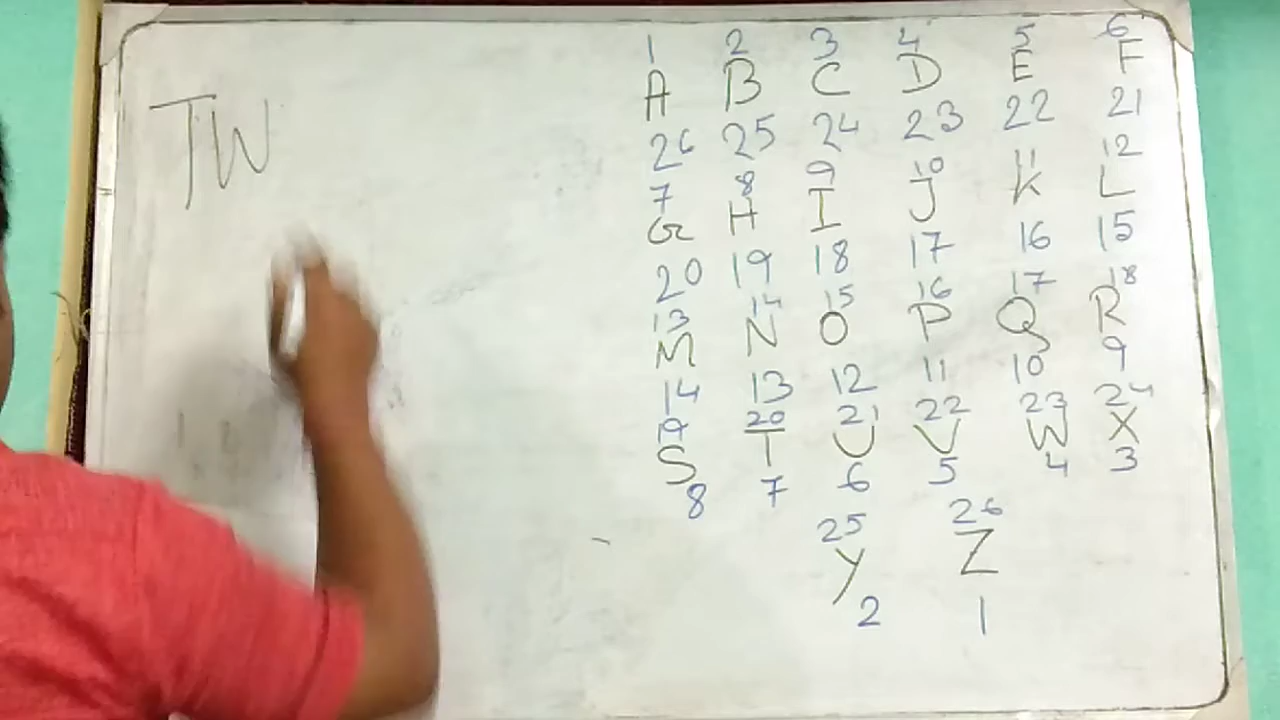 TW
1 2 3 4 5 6
A B C D E F
26 25 24 23 22 21
7 8 9 10 11 12
G H I J K L
20 19 18 17 16 15
13 14 15 16 17 18
M N O P Q R
14 13 12 11 10 9
19 20 21 22 23 24
S T U V W X
8 7 6 5 4 3
25 26
Y Z
2 1